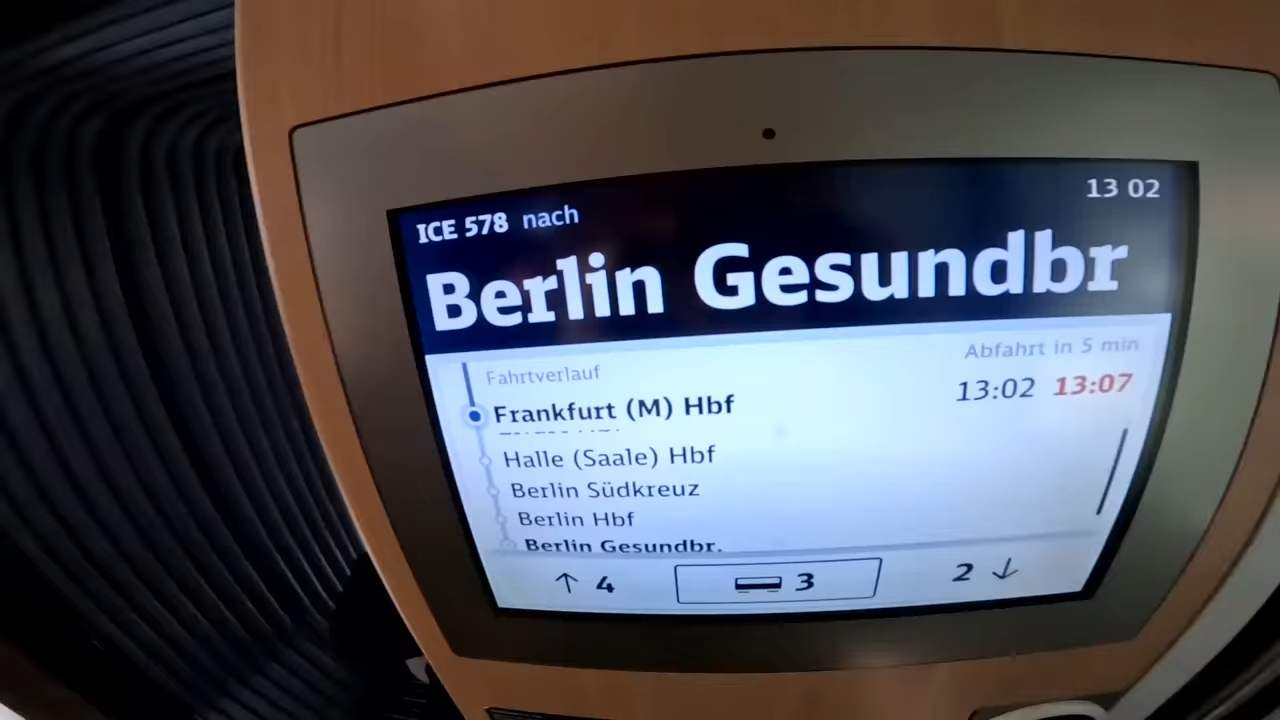 13 02
ICE 578 nach
Berlin Gesundbr
Abfahrt in 5 min
Fahrtverlauf
Frankfurt (M) Hbf 13:02 13:07
Halle (Saale) Hbf
Berlin Südkreuz
Berlin Hbf
Berlin Gesundbr.
↑ 4 3 2 ↓